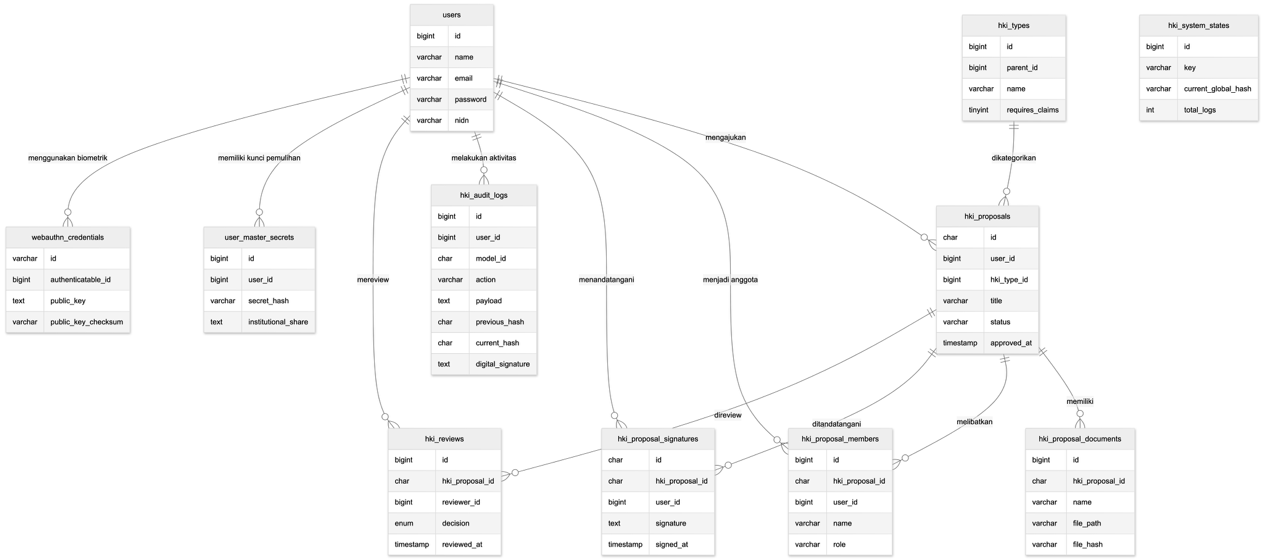 users
bigint id
varchar name
varchar email
varchar password
varchar nidn
hki_types
bigint id
bigint parent_id
varchar name
tinyint requires_claims
hki_system_states
bigint id
varchar key
varchar current_global_hash
int total_logs
mengajukan
menggunakan biometrik
memiliki kunci pemulihan
melakukan aktivitas
dikategorikan
webauthn_credentials
varchar id
bigint authenticatable_id
text public_key
varchar public_key_checksum
user_master_secrets
bigint id
bigint user_id
varchar secret_hash
text institutional_share
mereview
hki_audit_logs
bigint id
bigint user_id
char model_id
varchar action
text payload
char previous_hash
char current_hash
text digital_signature
menandatangani
menjadi anggota
hki_proposals
char id
bigint user_id
bigint hki_type_id
varchar title
varchar status
timestamp approved_at
direview
ditandatangani
melibatkan
memiliki
hki_reviews
bigint id
char hki_proposal_id
bigint reviewer_id
enum decision
timestamp reviewed_at
hki_proposal_signatures
char id
char hki_proposal_id
bigint user_id
text signature
timestamp signed_at
hki_proposal_members
bigint id
char hki_proposal_id
bigint user_id
varchar name
varchar role
hki_proposal_documents
bigint id
char hki_proposal_id
varchar name
varchar file_path
varchar file_hash